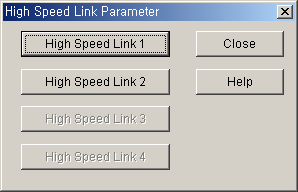 High Speed Link Parameter
High Speed Link 1
Close
High Speed Link 2
Help
High Speed Link 3
High Speed Link 4